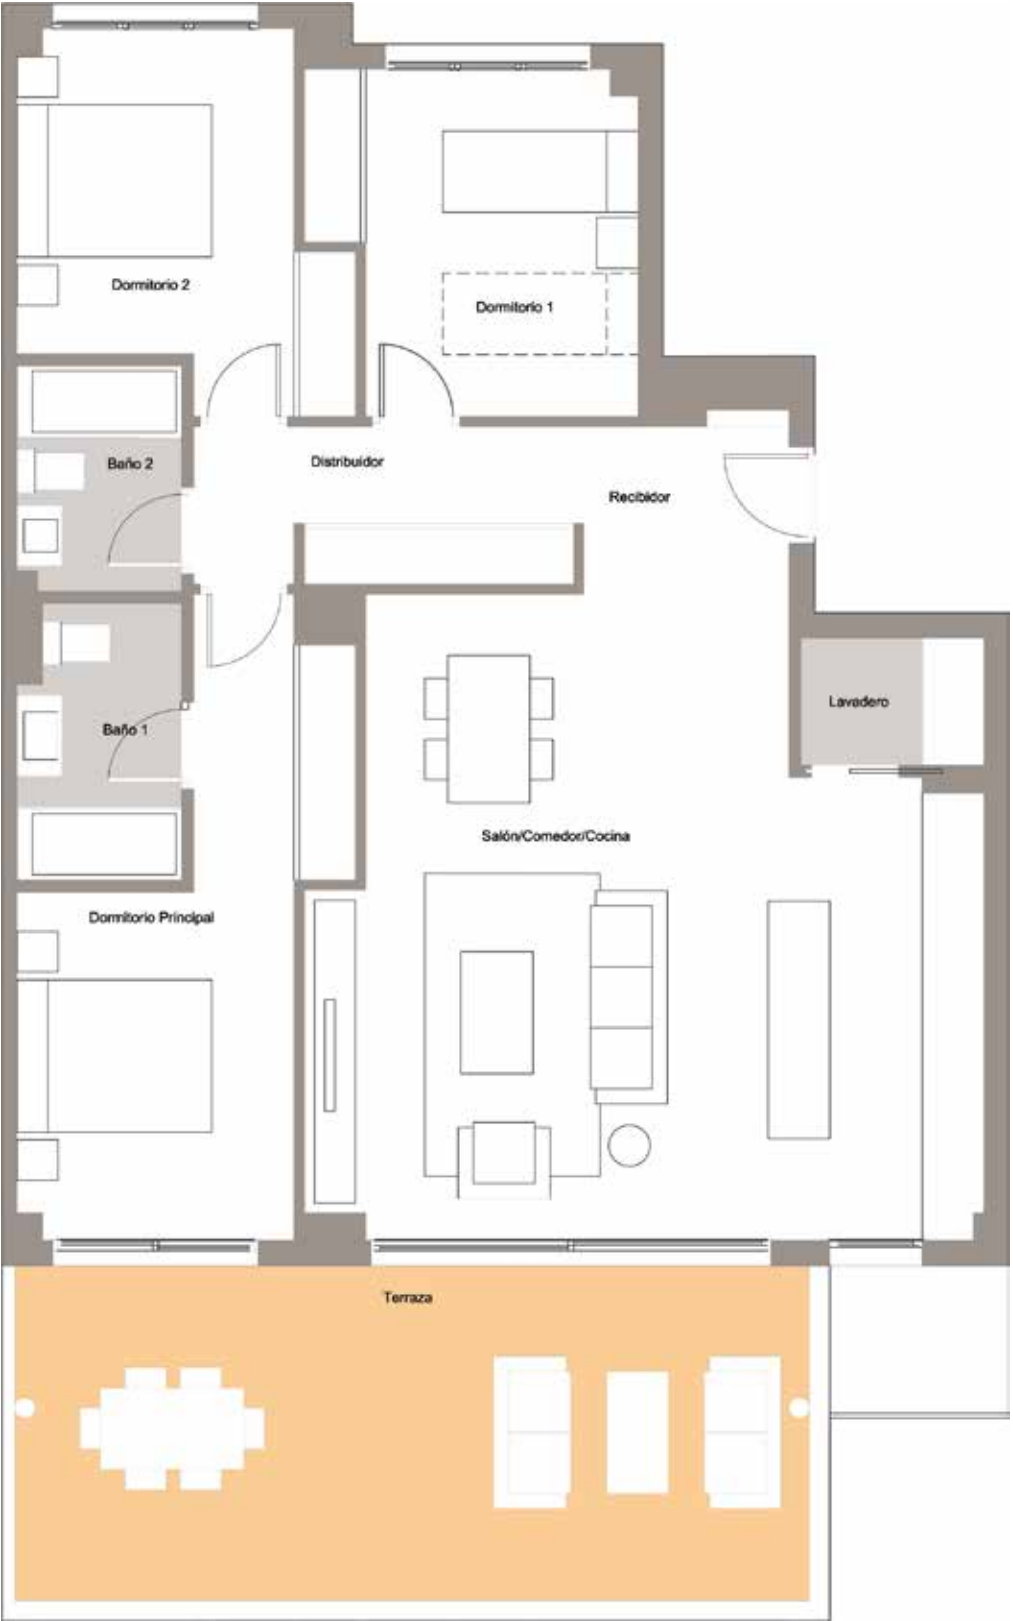 Dormitorio 2
Dormitorio 1
Baño 2
Distribuidor
Recibidor
Baño 1
Lavadero
Salón/Comedor/Cocina
Dormitorio Principal
Terraza